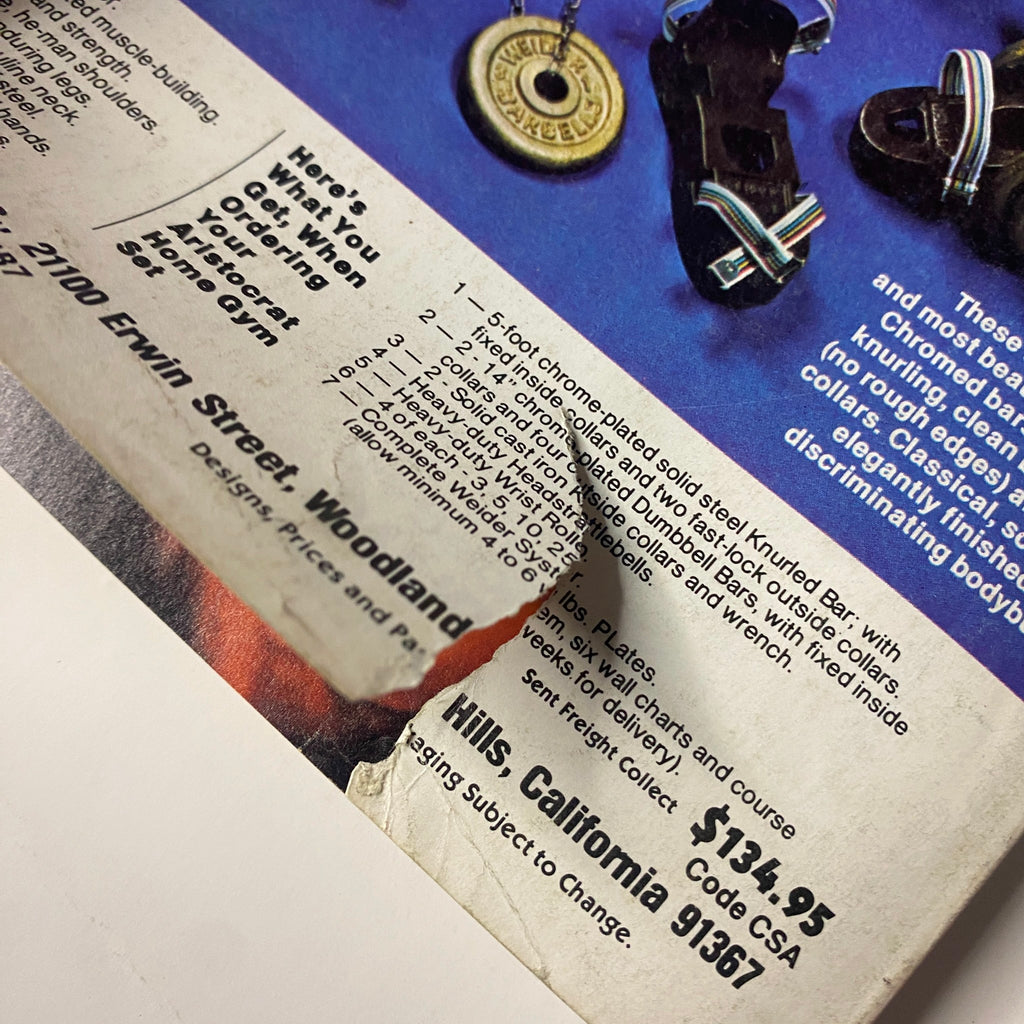 ed muscle-building.
and strength.
he-man shoulders.
nduring legs.
uline neck.
steel.
hands.
Here's
What You
Get, When
Ordering
Your
Aristocrat
Home Gym
Set
1 — 5-foot chrome-plated solid steel Knurled Bar; with
fixed inside collars and two fast-lock outside collars.
2 — 2 - 14" chrome-plated Dumbbell Bars, with fixed inside
Collars and four outside collars and wrench.
3 — 2 - Solid cast iron Kettlebells.
4 — Heavy-duty Headstrap
5 — Heavy-duty Wrist Roller.
6 — 4 of each - 3, 5, 10, 25 lbs. PLates.
7 — Complete Weider System, six wall charts and course
(allow minimum 4 to 6 weeks for delivery).
Sent Freight Collect
$134.95
Code CSA
87
21100 Erwin Street, Woodland Hills, California 91367
Designs, Prices and Packaging Subject to Change.
WEIDER
BARBELLS
These
and most bea
Chromed bars
knurling, clean
(no rough edges) a
collars. Classical, so
elegantly finished
discriminating bodyb